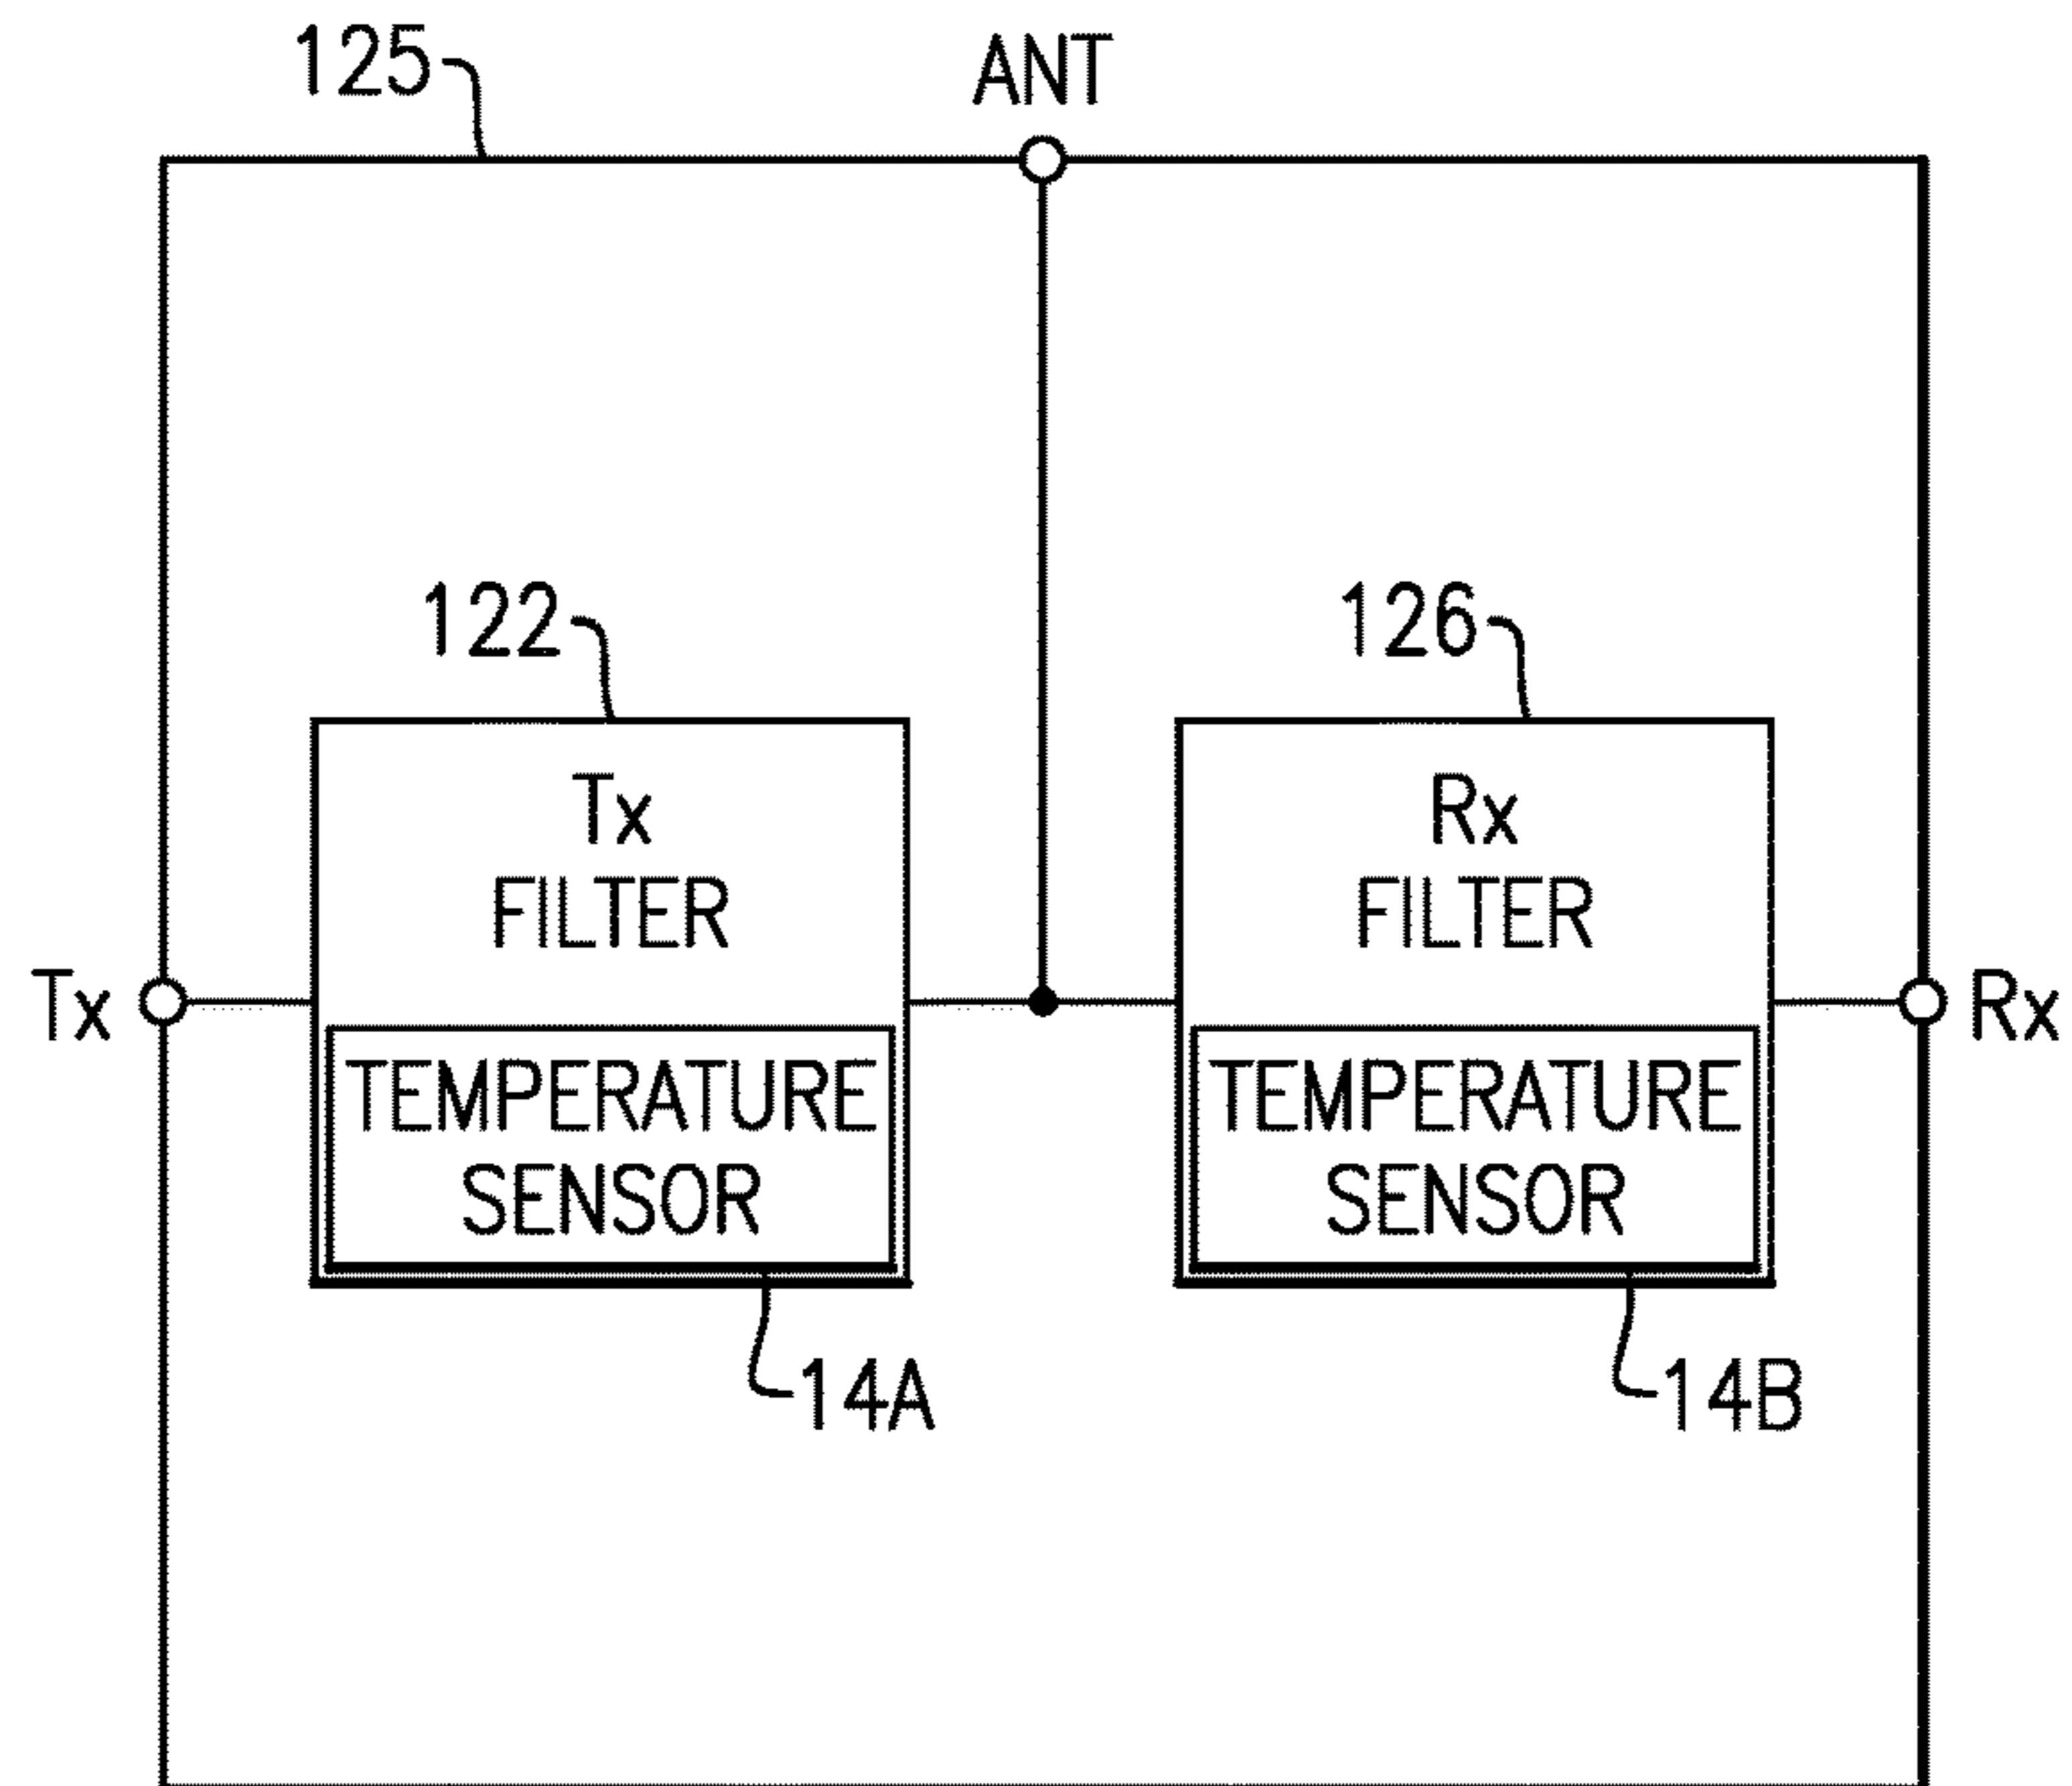 125
ANT
122
126
Tx
FILTER
Rx
FILTER
Tx
Rx
TEMPERATURE
SENSOR
TEMPERATURE
SENSOR
14A
14B